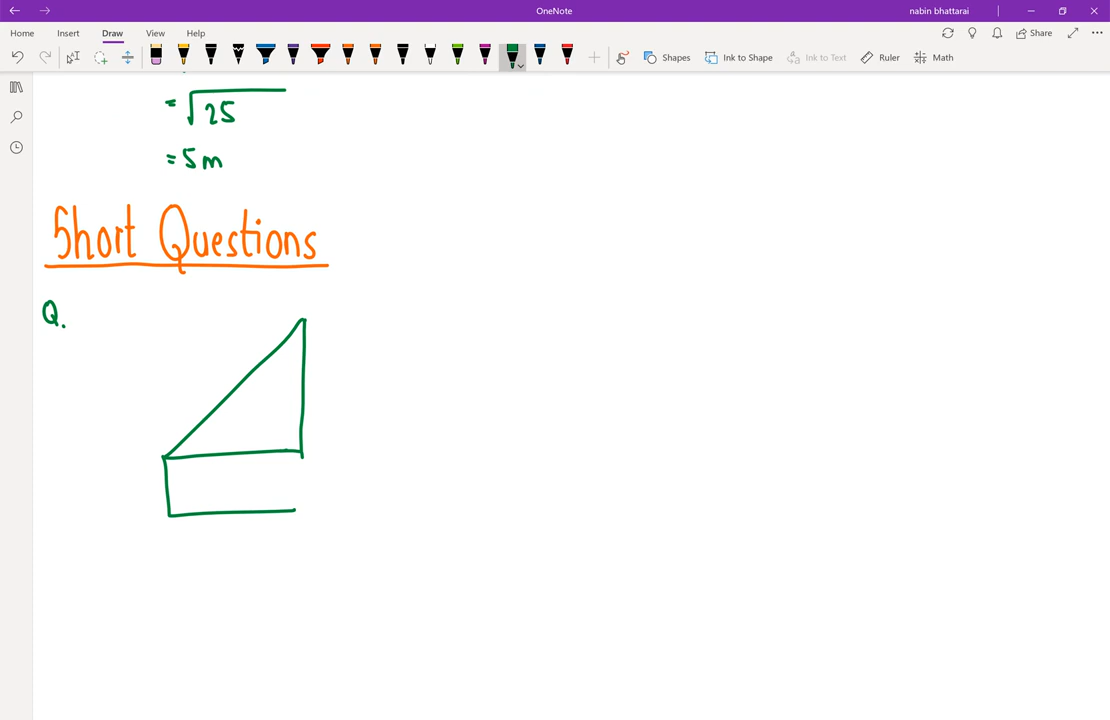 OneNote
nabin bhattarai
Home Insert Draw View Help
Share
Shapes Ink to Shape Ink to Text Ruler Math
= √25
= 5 m
Short Questions
Q.